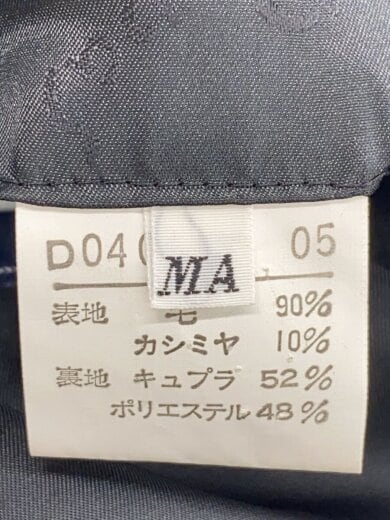 D04 05
MA
表地 毛 90%
カシミヤ 10%
裏地 キュプラ 52%
ポリエステル 48%